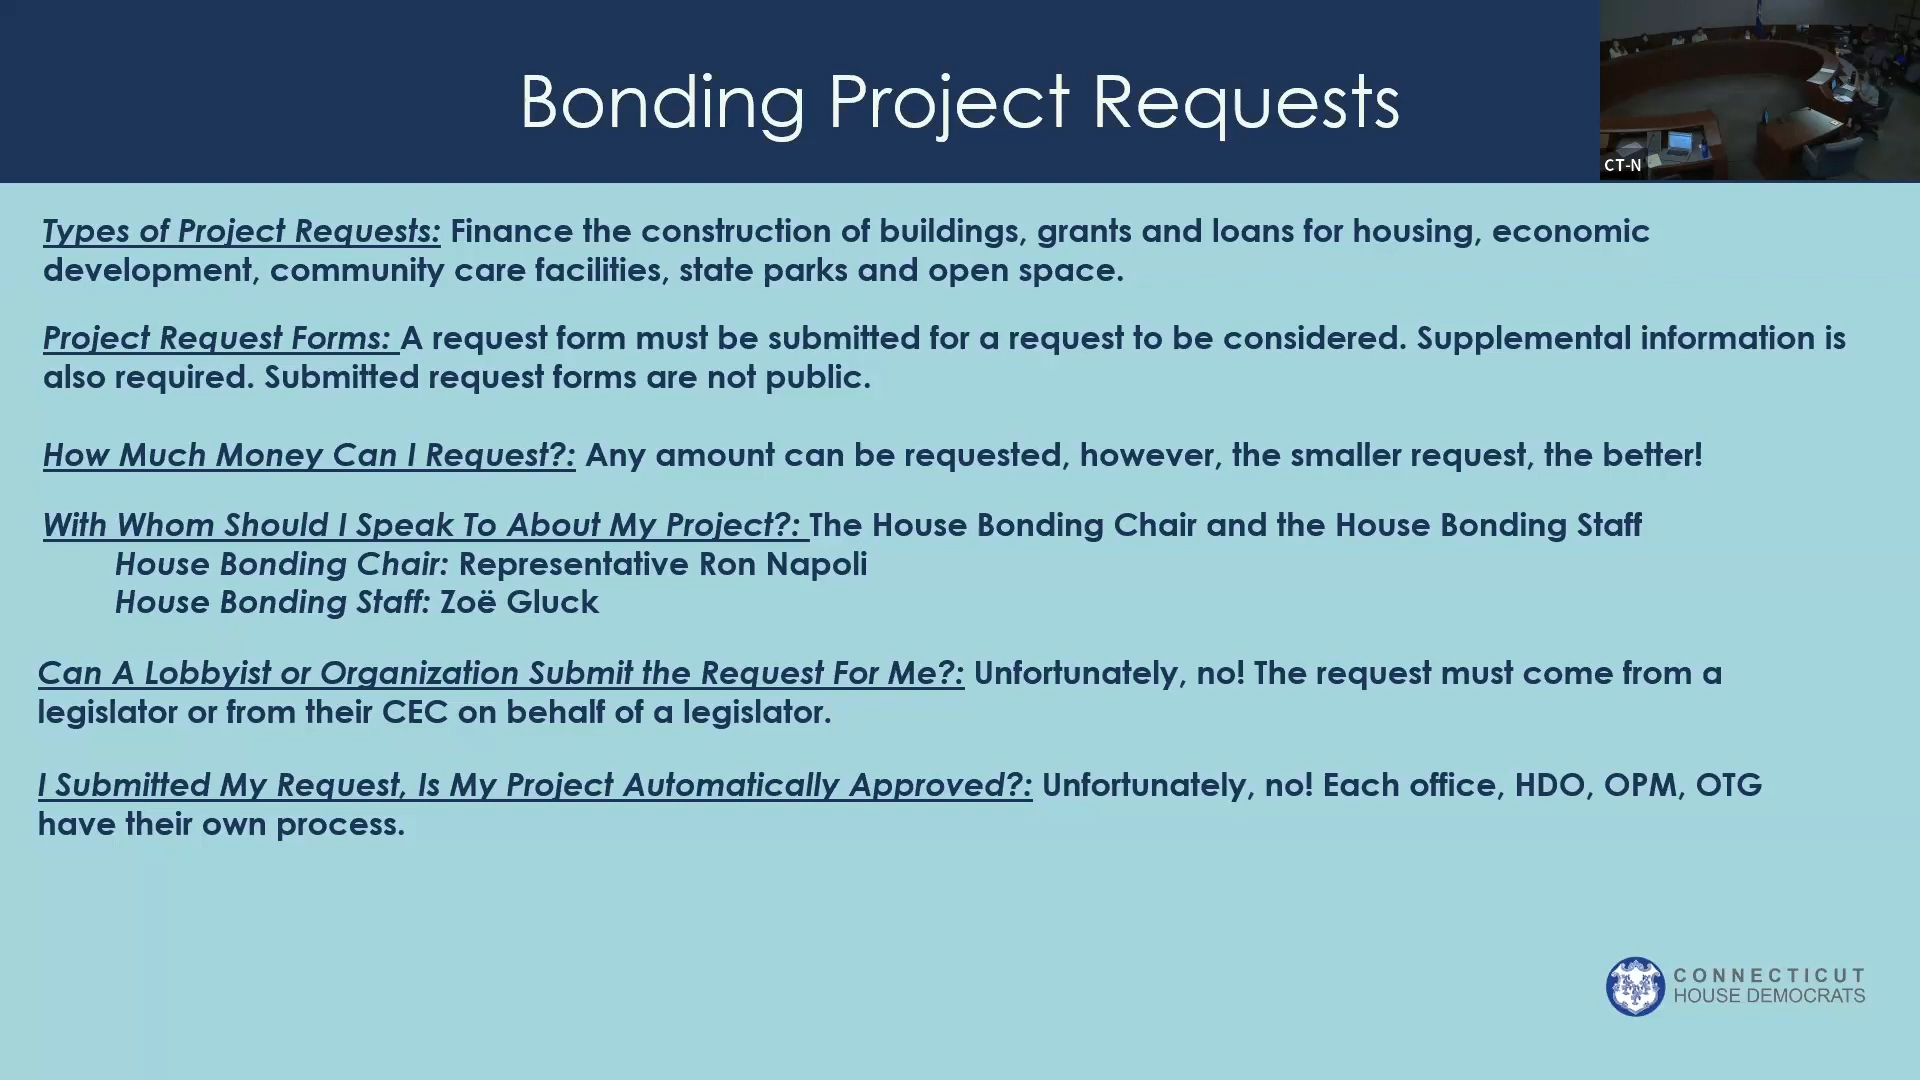 Bonding Project Requests
CT-N
Types of Project Requests: Finance the construction of buildings, grants and loans for housing, economic
development, community care facilities, state parks and open space.
Project Request Forms: A request form must be submitted for a request to be considered. Supplemental information is
also required. Submitted request forms are not public.
How Much Money Can I Request?: Any amount can be requested, however, the smaller request, the better!
With Whom Should I Speak To About My Project?: The House Bonding Chair and the House Bonding Staff
House Bonding Chair: Representative Ron Napoli
House Bonding Staff: Zoë Gluck
Can A Lobbyist or Organization Submit the Request For Me?: Unfortunately, no! The request must come from a
legislator or from their CEC on behalf of a legislator.
I Submitted My Request, Is My Project Automatically Approved?: Unfortunately, no! Each office, HDO, OPM, OTG
have their own process.
CONNECTICUT
HOUSE DEMOCRATS